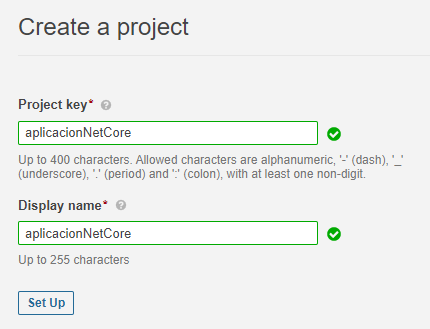 Create a project
Project key*
aplicacionNetCore
Up to 400 characters. Allowed characters are alphanumeric, '-' (dash), '_'
(underscore), '.' (period) and ':' (colon), with at least one non-digit.
Display name*
aplicacionNetCore
Up to 255 characters
Set Up